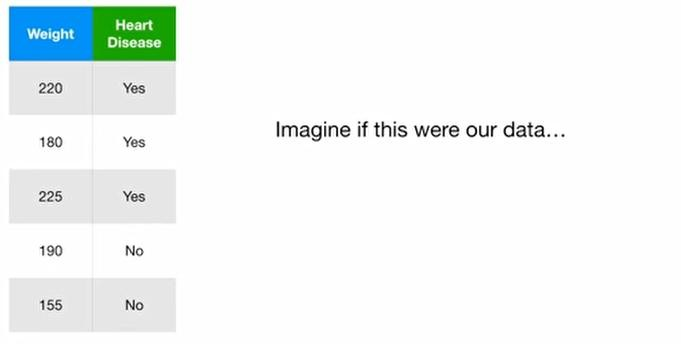 Weight Heart Disease
220 Yes
180 Yes
225 Yes
190 No
155 No
Imagine if this were our data…